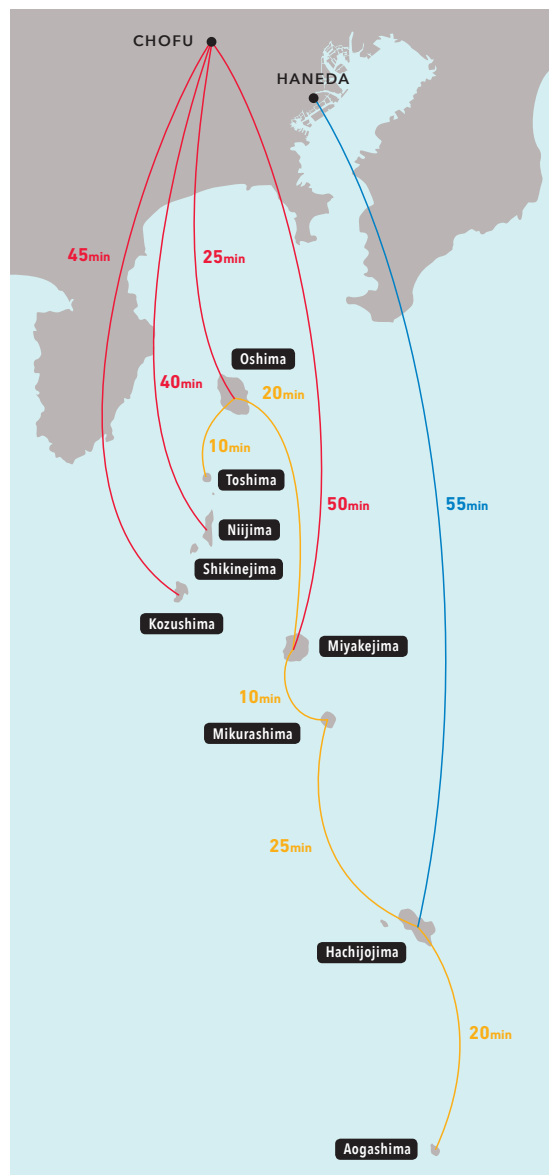 CHOFU
HANEDA
45min
25min
Oshima
40min
20min
10min
Toshima
50min
55min
Niijima
Shikinejima
Kozushima
Miyakejima
10min
Mikurashima
25min
Hachijojima
20min
Aogashima